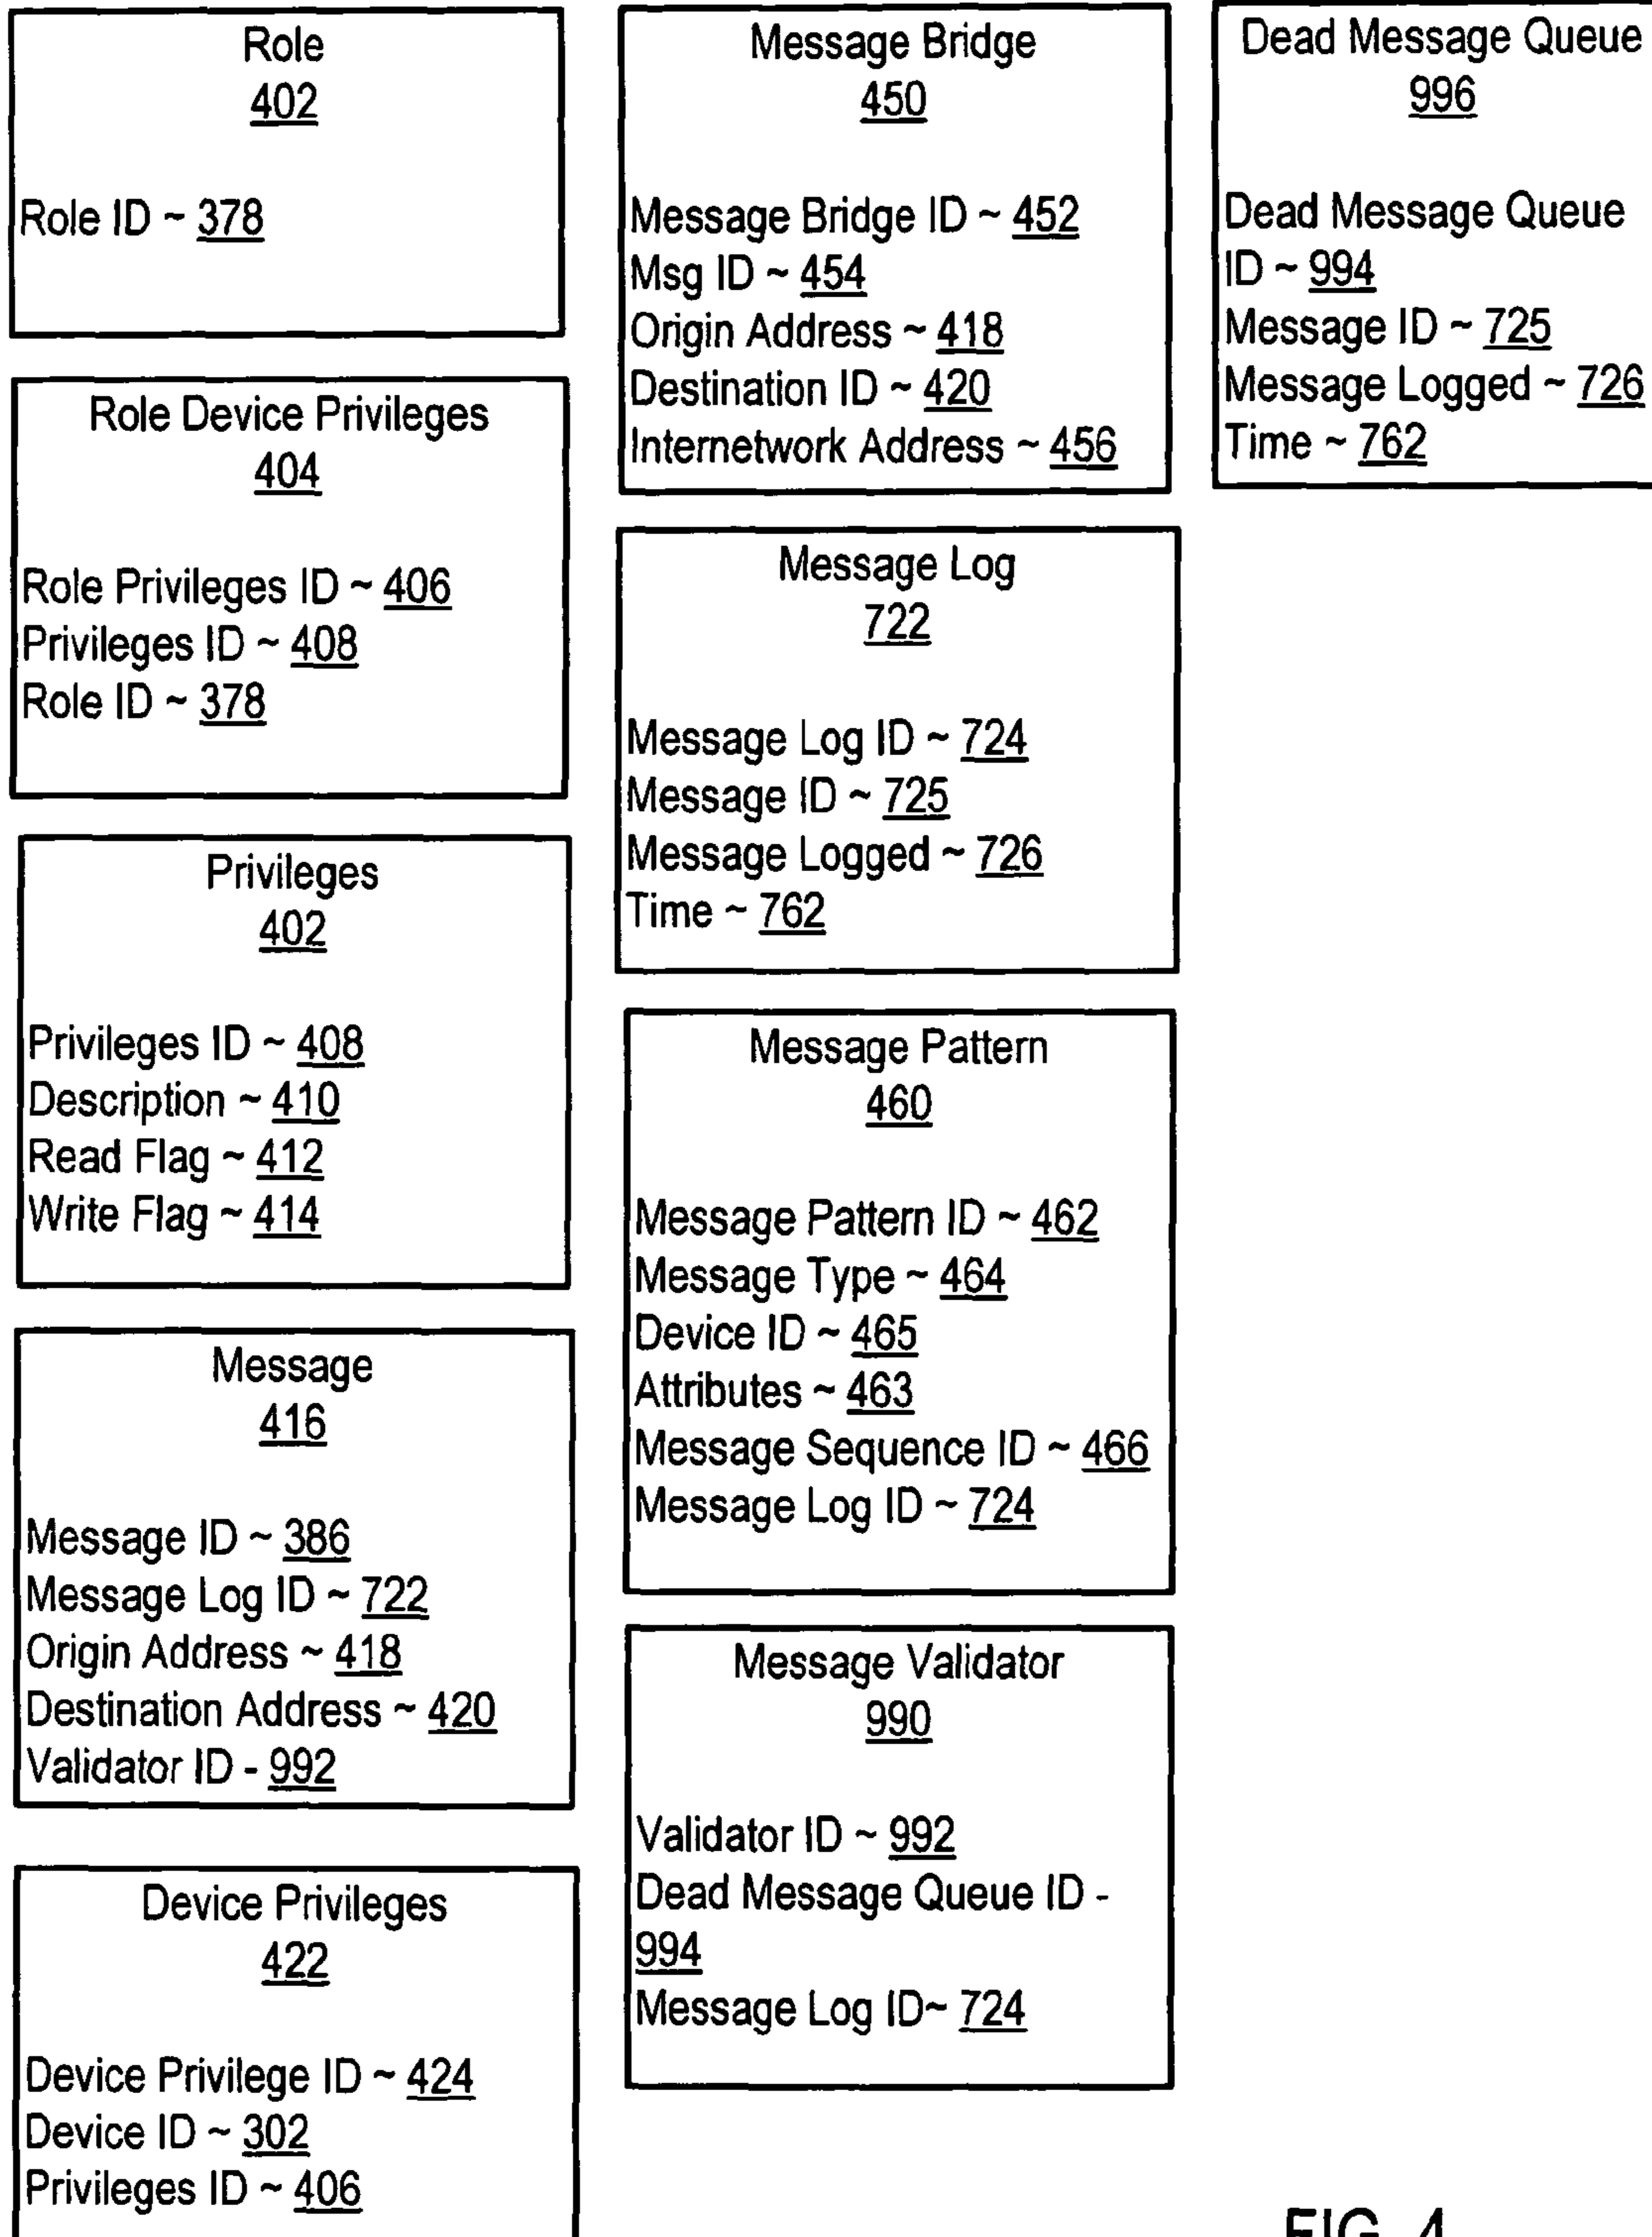 Role
402
Role ID ~ 378
Role Device Privileges
404
Role Privileges ID ~ 406
Privileges ID ~ 408
Role ID ~ 378
Privileges
402
Privileges ID ~ 408
Description ~ 410
Read Flag ~ 412
Write Flag ~ 414
Message
416
Message ID ~ 386
Message Log ID ~ 722
Origin Address ~ 418
Destination Address ~ 420
Validator ID - 992
Device Privileges
422
Device Privilege ID ~ 424
Device ID ~ 302
Privileges ID ~ 406
Message Bridge
450
Message Bridge ID ~ 452
Msg ID ~ 454
Origin Address ~ 418
Destination ID ~ 420
Internetwork Address ~ 456
Message Log
722
Message Log ID ~ 724
Message ID ~ 725
Message Logged ~ 726
Time ~ 762
Message Pattern
460
Message Pattern ID ~ 462
Message Type ~ 464
Device ID ~ 465
Attributes ~ 463
Message Sequence ID ~ 466
Message Log ID ~ 724
Message Validator
990
Validator ID ~ 992
Dead Message Queue ID -
994
Message Log ID~ 724
Dead Message Queue
996
Dead Message Queue
ID ~ 994
Message ID ~ 725
Message Logged ~ 726
Time ~ 762
FIG. 4